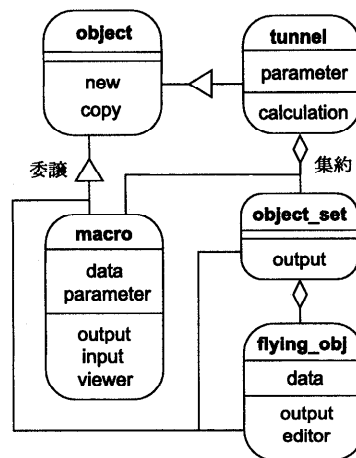 object
new
copy
tunnel
parameter
calculation
委譲
集約
macro
data
parameter
output
input
viewer
object_set
output
flying_obj
data
output
editor